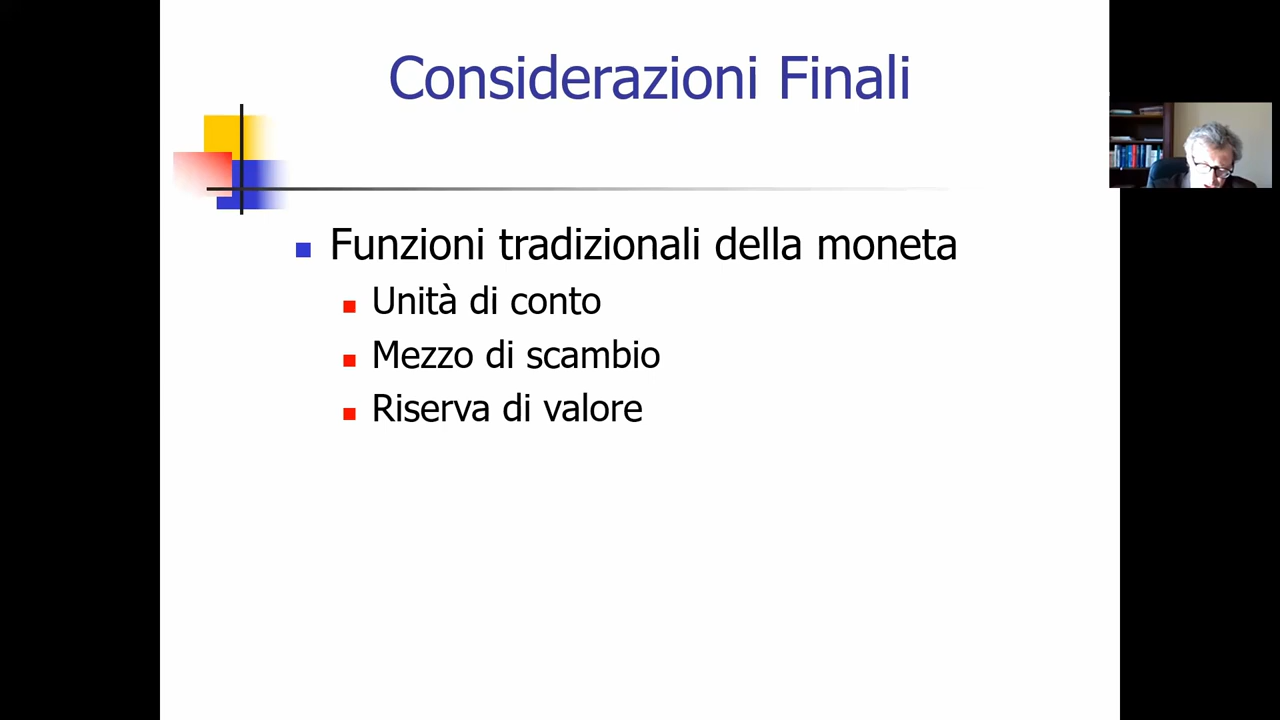 Considerazioni Finali
Funzioni tradizionali della moneta
Unità di conto
Mezzo di scambio
Riserva di valore